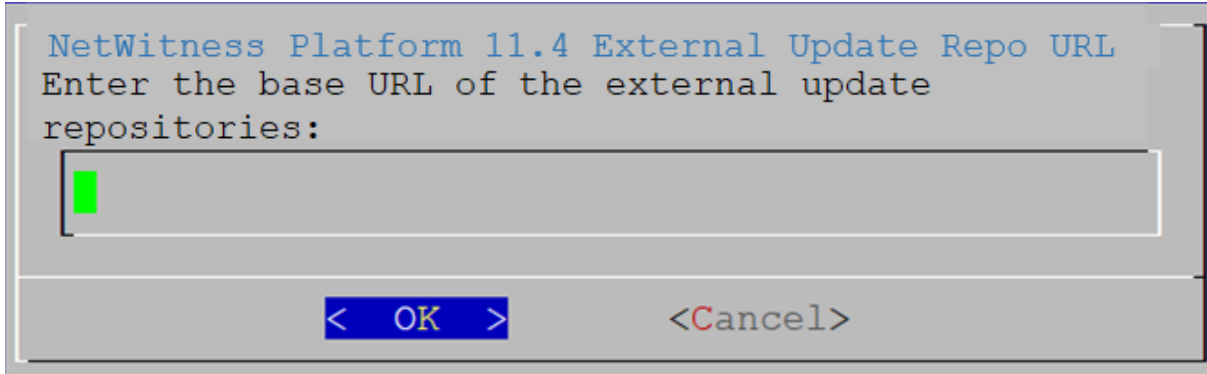 NetWitness Platform 11.4 External Update Repo URL
Enter the base URL of the external update
repositories:
< OK > <Cancel>